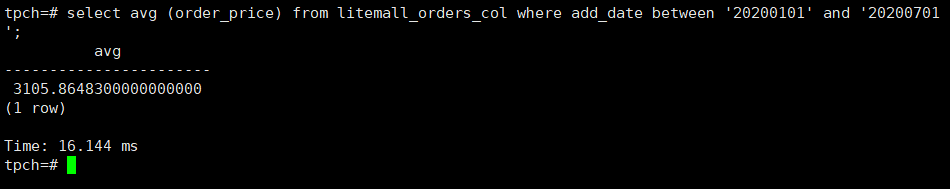 tpch=# select avg (order_price) from litemall_orders_col where add_date between '20200101' and '20200701
';
          avg
-----------------------
 3105.8648300000000000
(1 row)

Time: 16.144 ms
tpch=#